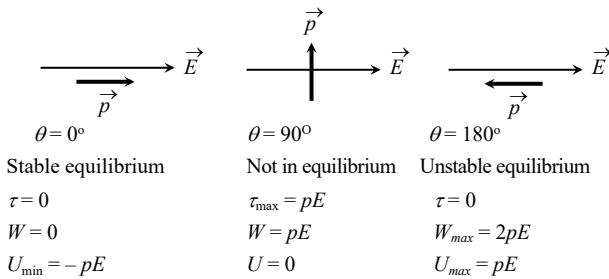 p⃗
E⃗ E⃗ E⃗
p⃗ p⃗
θ = 0° θ = 90ᴼ θ = 180°
Stable equilibrium Not in equilibrium Unstable equilibrium
τ = 0 τmax = pE τ = 0
W = 0 W = pE Wmax = 2pE
Umin = – pE U = 0 Umax = pE